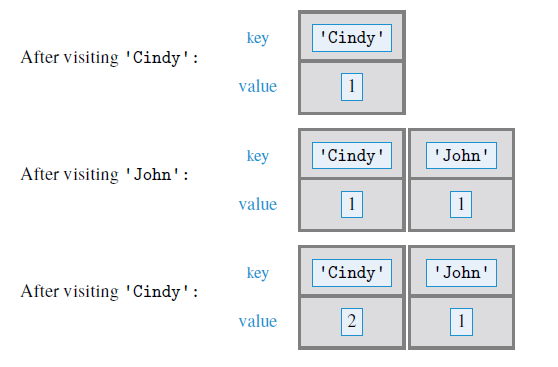 key 'Cindy'
After visiting 'Cindy':
value 1
key 'Cindy' 'John'
After visiting 'John':
value 1 1
key 'Cindy' 'John'
After visiting 'Cindy':
value 2 1